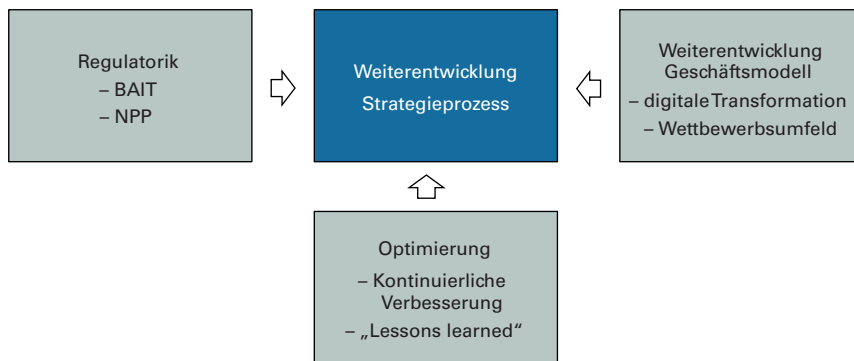 Regulatorik
– BAIT
– NPP
Weiterentwicklung
Strategieprozess
Weiterentwicklung
Geschäftsmodell
– digitale Transformation
– Wettbewerbsumfeld
Optimierung
– Kontinuierliche
Verbesserung
– „Lessons learned“